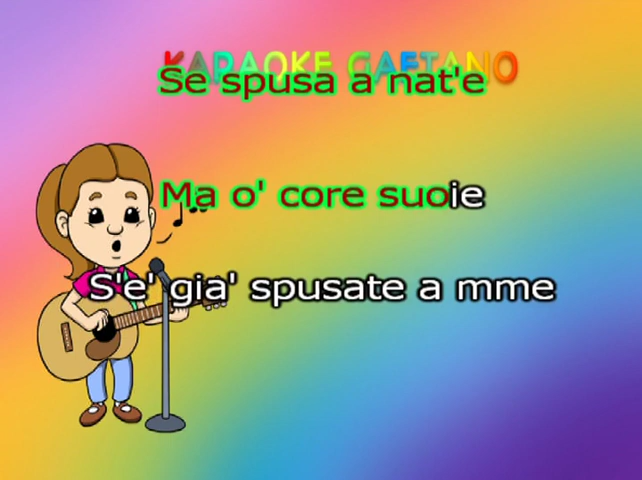 KARAOKE GAETANO
Se spusa a nat'e
Ma o' core suoie
S'e' gia' spusate a mme